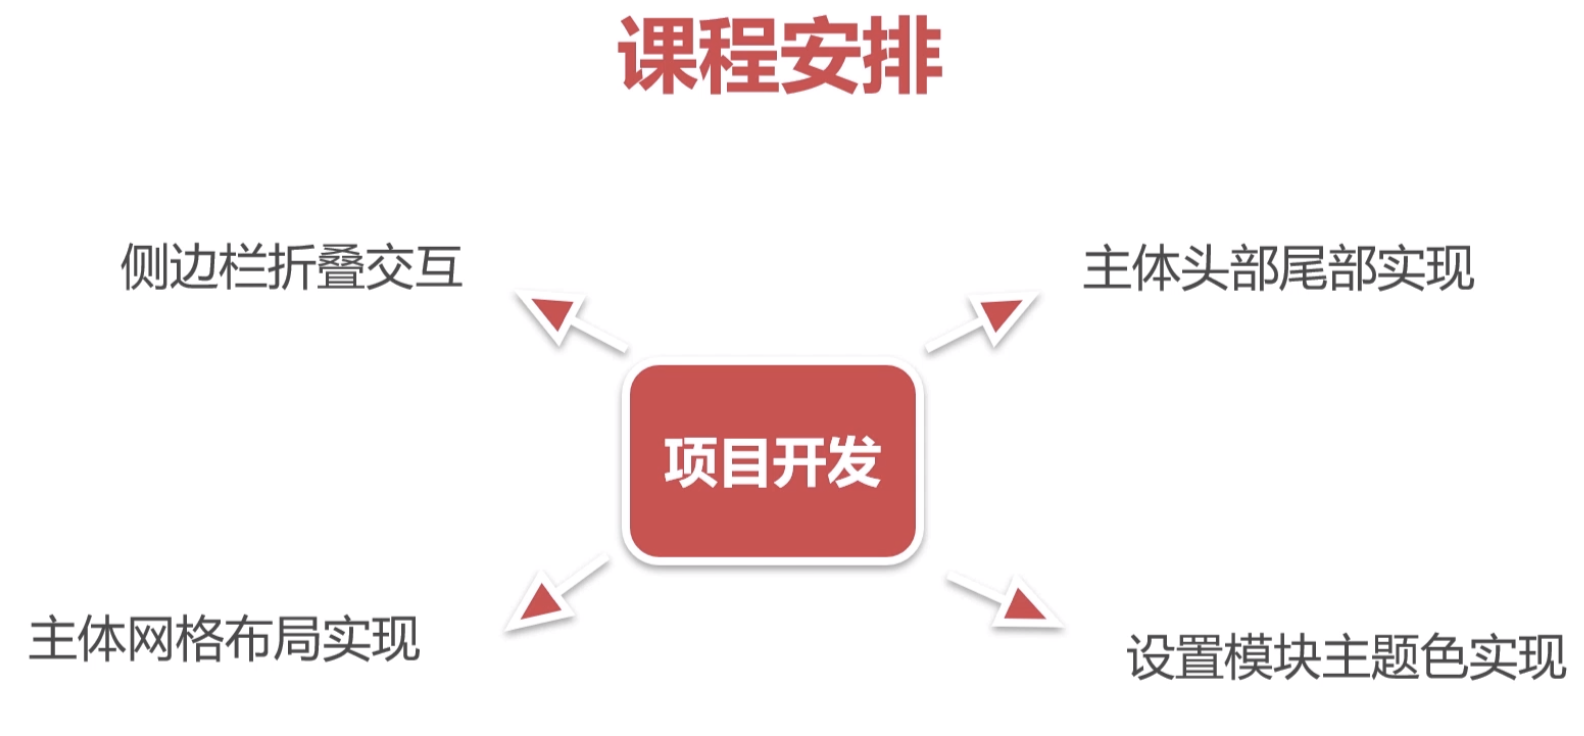 课程安排
侧边栏折叠交互
主体头部尾部实现
项目开发
主体网格布局实现
设置模块主题色实现